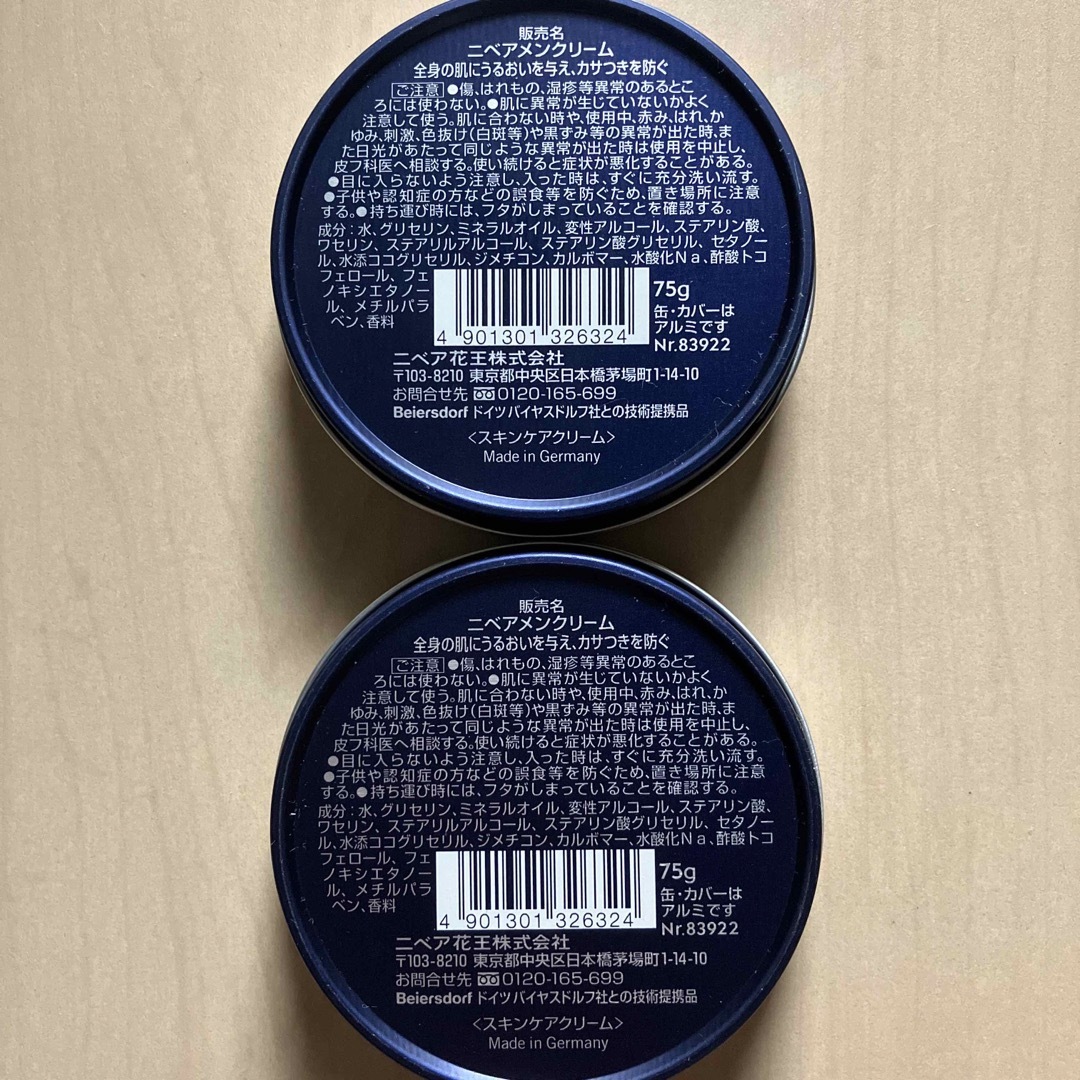 販売名
ニベアメンクリーム
全身の肌にうるおいを与え、カサつきを防ぐ
ご注意 ●傷、はれもの、湿疹等異常のあるとこ
ろには使わない。●肌に異常が生じていないかよく
注意して使う。肌に合わない時や、使用中、赤み、はれ、か
ゆみ、刺激、色抜け(白斑等)や黒ずみ等の異常が出た時、ま
た日光があたって同じような異常が出た時は使用を中止し、
皮フ科医へ相談する。使い続けると症状が悪化することがある。
●目に入らないよう注意し、入った時は、すぐに充分洗い流す。
●子供や認知症の方などの誤食等を防ぐため、置き場所に注意
する。●持ち運び時には、フタがしまっていることを確認する。
成分:水、グリセリン、ミネラルオイル、変性アルコール、ステアリン酸、
ワセリン、ステアリルアルコール、ステアリン酸グリセリル、セタノー
ル、水添ココグリセリル、ジメチコン、カルボマー、水酸化Na、酢酸トコ
フェロール、フェ
ノキシエタノー
ル、メチルパラ
ベン、香料
4 901301 326324
75g
缶・カバーは
アルミです
Nr.83922
ニベア花王株式会社
〒103-8210 東京都中央区日本橋茅場町1-14-10
お問合せ先 0120-165-699
Beiersdorf ドイツバイヤスドルフ社との技術提携品
<スキンケアクリーム>
Made in Germany
販売名
ニベアメンクリーム
全身の肌にうるおいを与え、カサつきを防ぐ
ご注意 ●傷、はれもの、湿疹等異常のあるとこ
ろには使わない。●肌に異常が生じていないかよく
注意して使う。肌に合わない時や、使用中、赤み、はれ、か
ゆみ、刺激、色抜け(白斑等)や黒ずみ等の異常が出た時、ま
た日光があたって同じような異常が出た時は使用を中止し、
皮フ科医へ相談する。使い続けると症状が悪化することがある。
●目に入らないよう注意し、入った時は、すぐに充分洗い流す。
●子供や認知症の方などの誤食等を防ぐため、置き場所に注意
する。●持ち運び時には、フタがしまっていることを確認する。
成分:水、グリセリン、ミネラルオイル、変性アルコール、ステアリン酸、
ワセリン、ステアリルアルコール、ステアリン酸グリセリル、セタノー
ル、水添ココグリセリル、ジメチコン、カルボマー、水酸化Na、酢酸トコ
フェロール、フェ
ノキシエタノー
ル、メチルパラ
ベン、香料
4 901301 326324
75g
缶・カバーは
アルミです
Nr.83922
ニベア花王株式会社
〒103-8210 東京都中央区日本橋茅場町1-14-10
お問合せ先 0120-165-699
Beiersdorf ドイツバイヤスドルフ社との技術提携品
<スキンケアクリーム>
Made in Germany